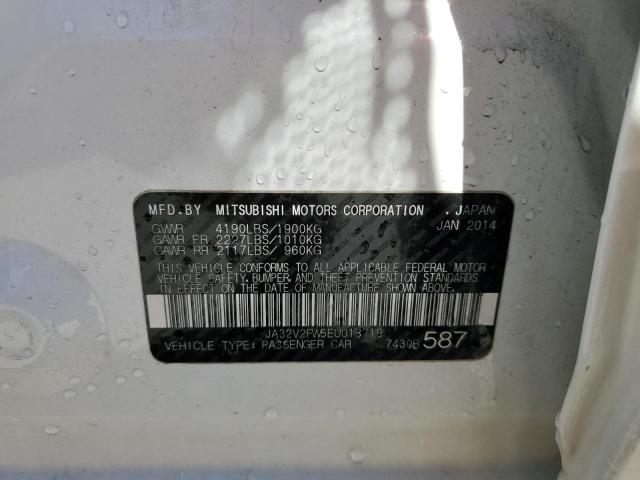 MFD.BY MITSUBISHI MOTORS CORPORATION , JAPAN
GVWR 4190LBS/1900KG JAN 2014
GAWR FR 2227LBS/1010KG
GAWR RR 2117LBS/ 960KG
THIS VEHICLE CONFORMS TO ALL APPLICABLE FEDERAL MOTOR
VEHICLE SAFETY, BUMPER, AND THEFT PREVENTION STANDARDS
IN EFFECT ON THE DATE OF MANUFACTURE SHOWN ABOVE.
JA32V2FW5EU018719
VEHICLE TYPE: PASSENGER CAR 7430B 587